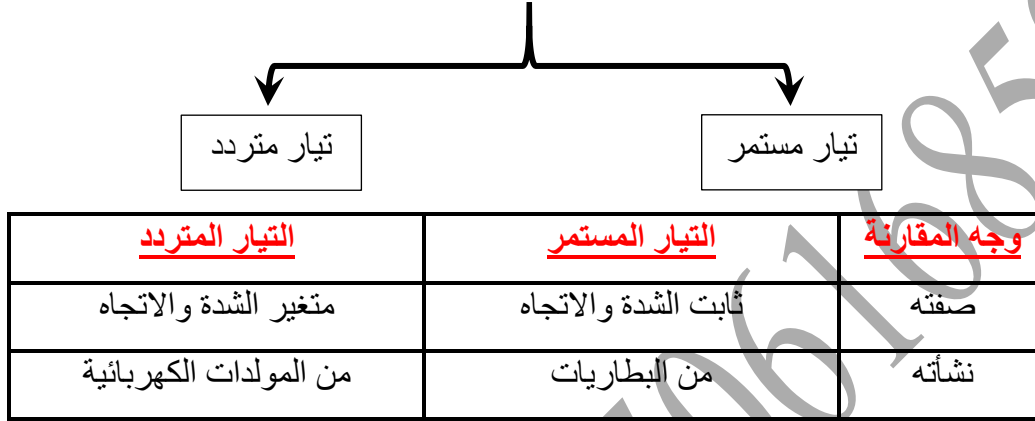 تيار مستمر
تيار متردد
وجه المقارنة التيار المستمر التيار المتردد
صفته ثابت الشدة والاتجاه متغير الشدة والاتجاه
نشأته من البطاريات من المولدات الكهربائية